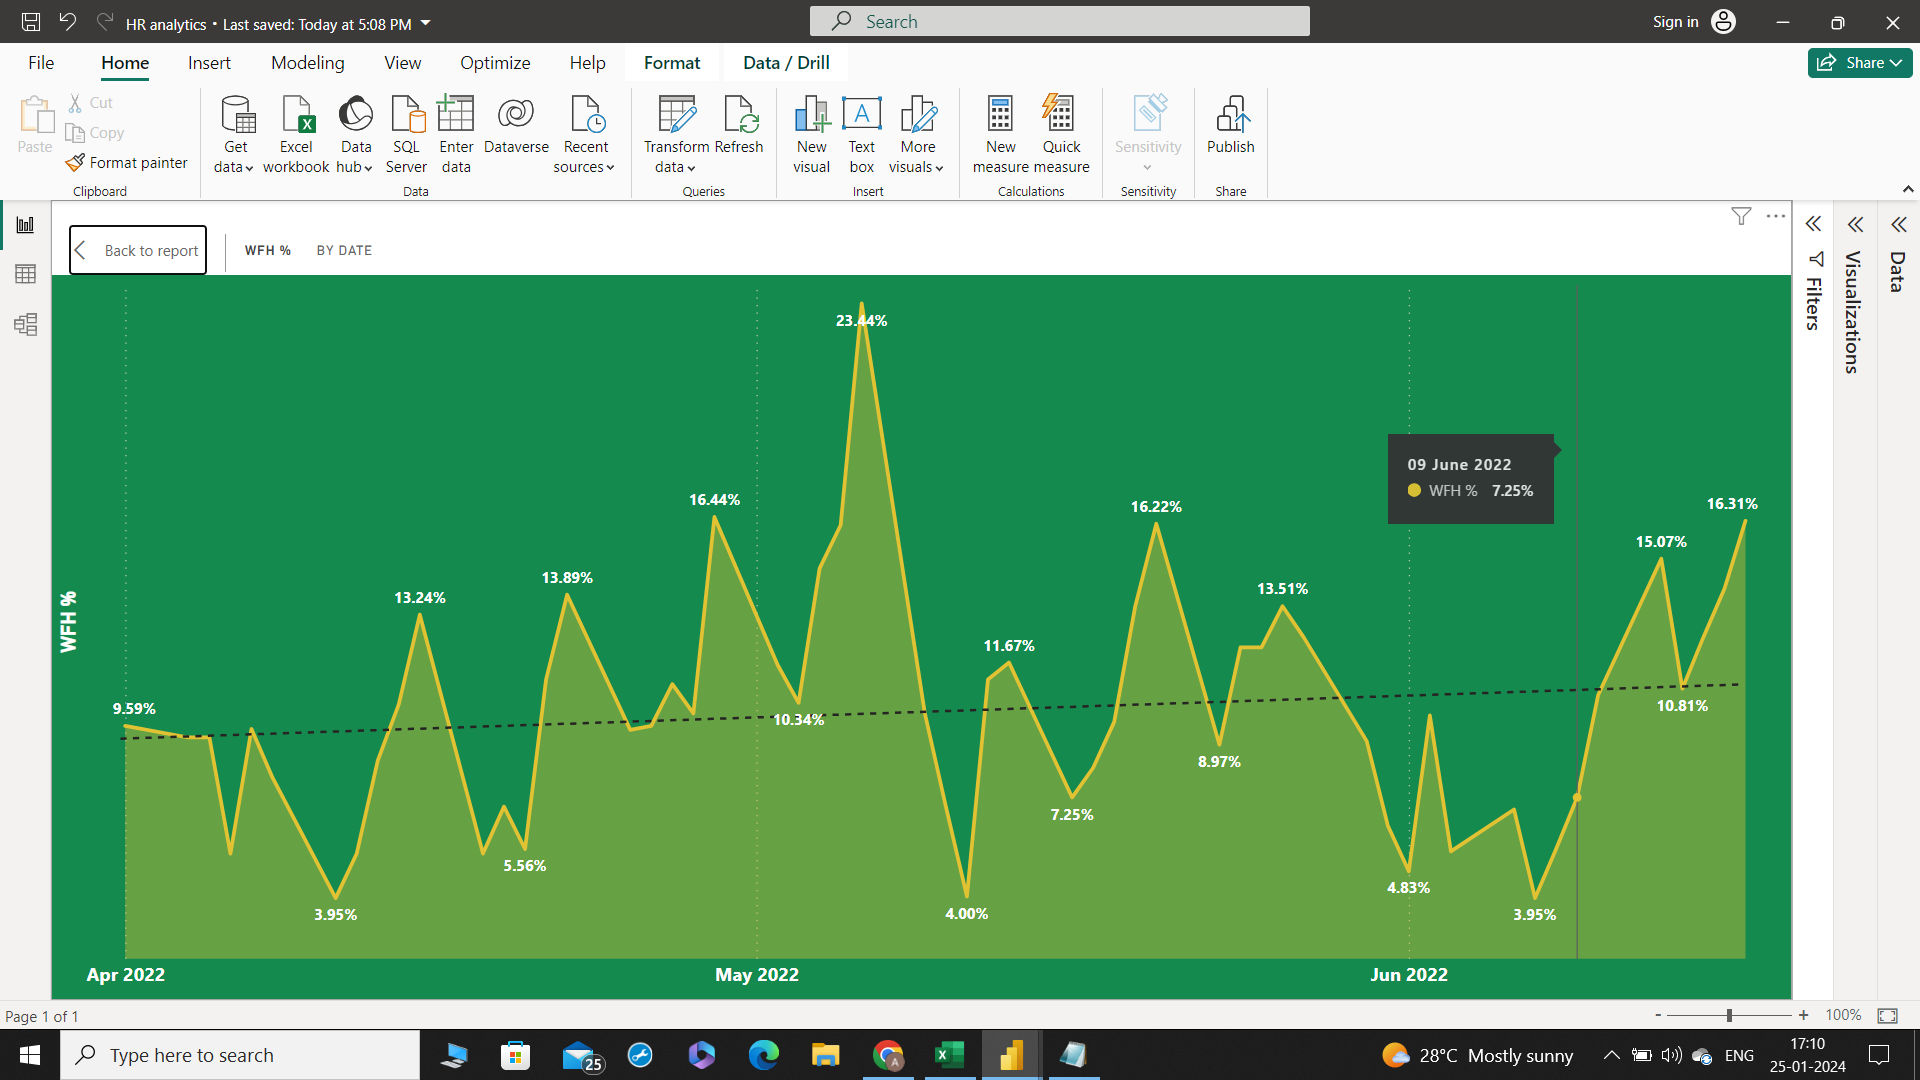 HR analytics • Last saved: Today at 5:08 PM
Search
Sign in
File Home Insert Modeling View Optimize Help Format Data / Drill
Share
Paste
Cut
Copy
Format painter
Clipboard
Get data
Excel workbook
Data hub
SQL Server
Enter data
Dataverse
Recent sources
Data
Transform data
Refresh
Queries
New visual
Text box
More visuals
Insert
New measure
Quick measure
Calculations
Sensitivity
Sensitivity
Publish
Share
Back to report
WFH %
BY DATE
Filters
Visualizations
Data
WFH %
9.59%
3.95%
13.24%
5.56%
13.89%
16.44%
10.34%
23.44%
4.00%
11.67%
7.25%
16.22%
8.97%
13.51%
4.83%
3.95%
15.07%
10.81%
16.31%
09 June 2022
WFH % 7.25%
Apr 2022
May 2022
Jun 2022
Page 1 of 1
- + 100%
Type here to search
25
A
28°C Mostly sunny
ENG
17:10
25-01-2024